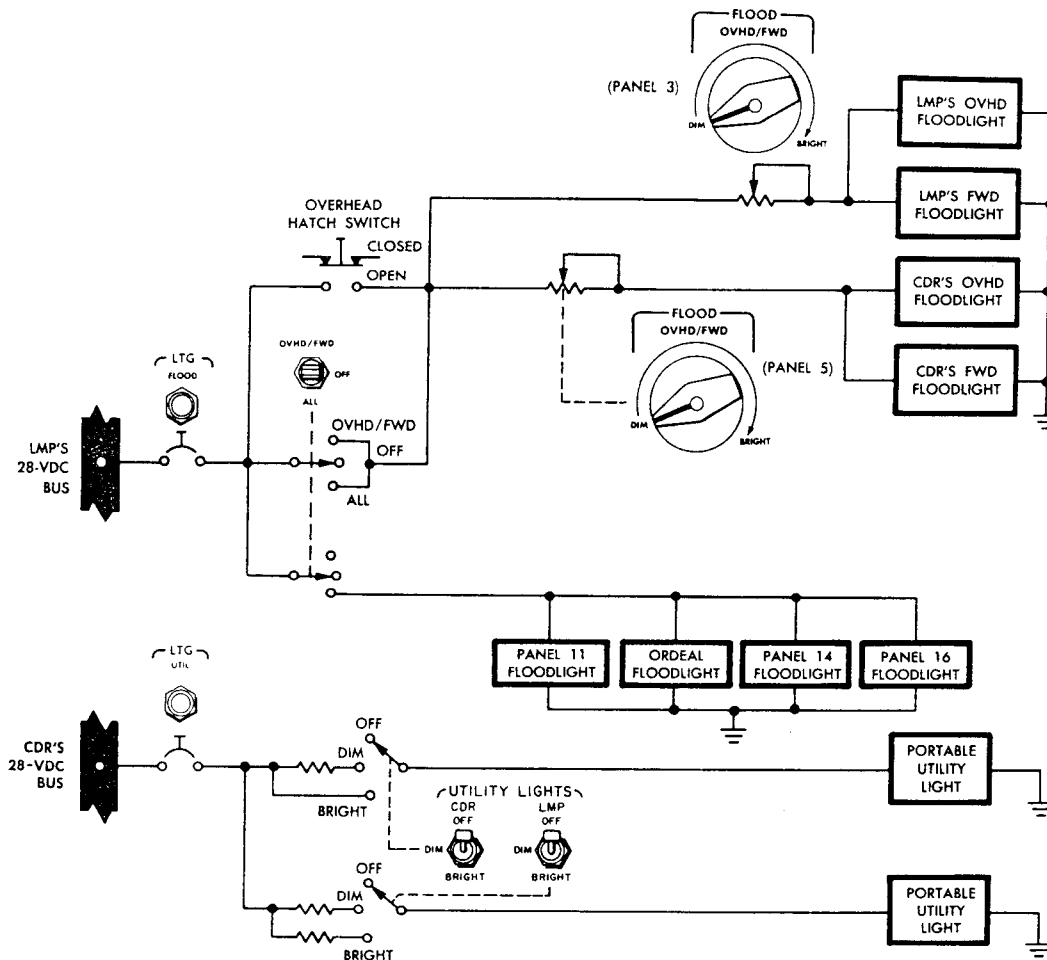 FLOOD
OVHD/FWD
(PANEL 3)
DIM
BRIGHT
LMP'S OVHD
FLOODLIGHT
LMP'S FWD
FLOODLIGHT
OVERHEAD
HATCH SWITCH
CLOSED
OPEN
CDR'S OVHD
FLOODLIGHT
FLOOD
OVHD/FWD
(PANEL 5)
DIM
BRIGHT
CDR'S FWD
FLOODLIGHT
LTG
FLOOD
OVHD/FWD
OFF
ALL
LMP'S
28-VDC
BUS
OVHD/FWD
OFF
ALL
PANEL 11
FLOODLIGHT
ORDEAL
FLOODLIGHT
PANEL 14
FLOODLIGHT
PANEL 16
FLOODLIGHT
LTG
UTIL
CDR'S
28-VDC
BUS
OFF
DIM
BRIGHT
PORTABLE
UTILITY
LIGHT
UTILITY LIGHTS
CDR
OFF
DIM
BRIGHT
LMP
OFF
DIM
BRIGHT
OFF
DIM
BRIGHT
PORTABLE
UTILITY
LIGHT